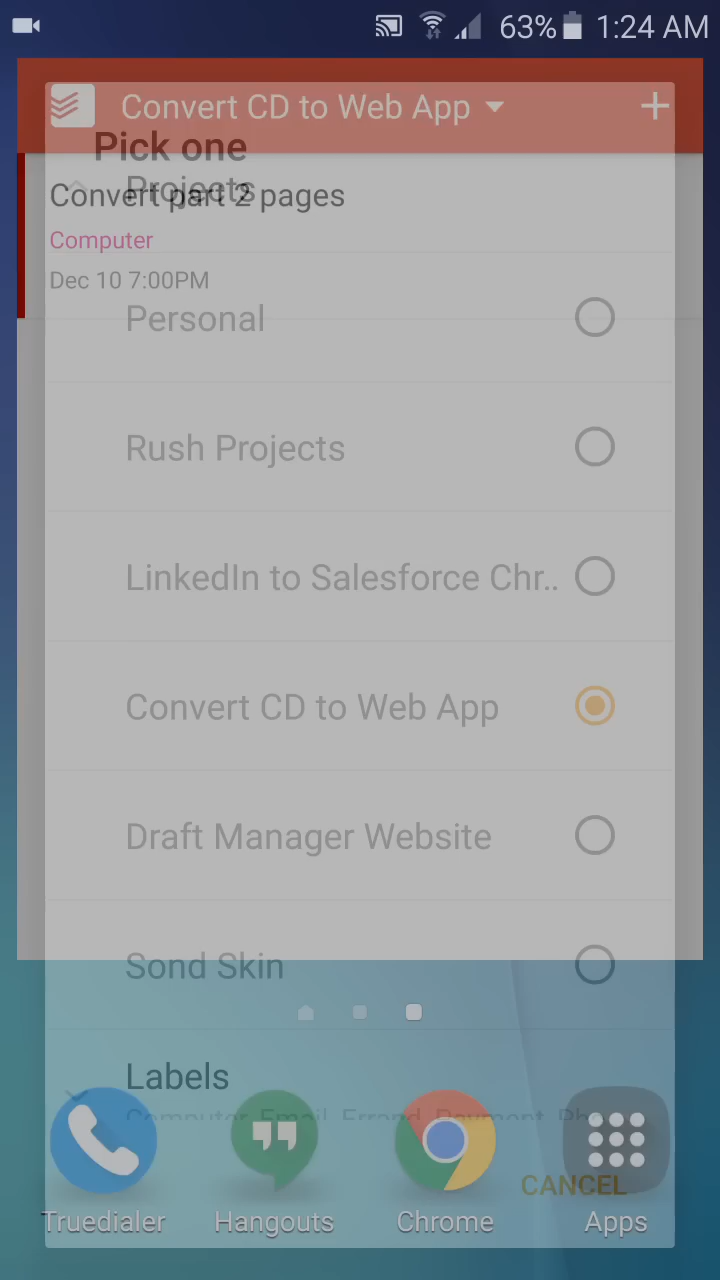 63% 1:24 AM
Convert CD to Web App
Pick one
Projects
Convert part 2 pages
Computer
Dec 10 7:00PM
Personal
Rush Projects
LinkedIn to Salesforce Chr..
Convert CD to Web App
Draft Manager Website
Sond Skin
Labels
Computer, Email, Errand, Payment, Ph
CANCEL
Truedialer Hangouts Chrome Apps